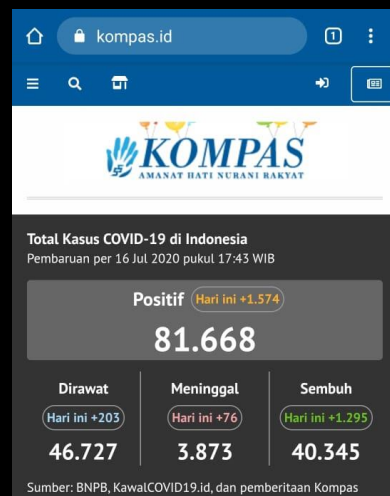 kompas.id
1
55
KOMPAS
AMANAT HATI NURANI RAKYAT
Total Kasus COVID-19 di Indonesia
Pembaruan per 16 Jul 2020 pukul 17:43 WIB
Positif Hari ini +1.574
81.668
Dirawat Meninggal Sembuh
Hari ini +203 Hari ini +76 Hari ini +1.295
46.727 3.873 40.345
Sumber: BNPB, KawalCOVID19.id, dan pemberitaan Kompas